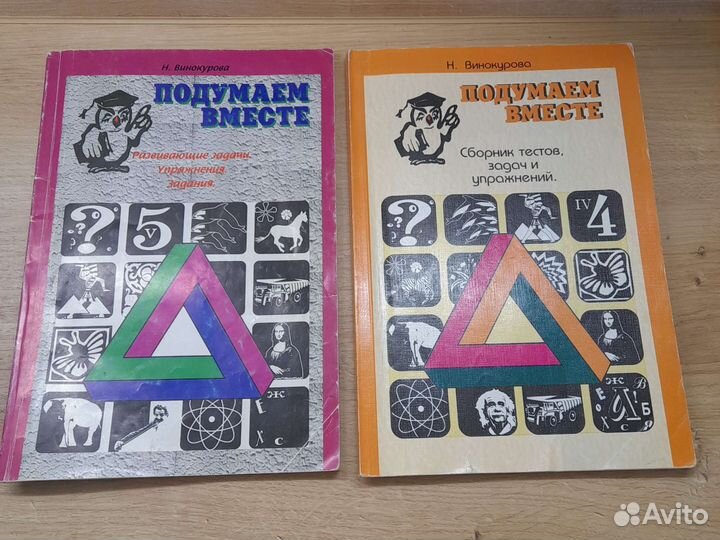 Н. Винокурова
ПОДУМАЕМ
ВМЕСТЕ
Развивающие задачи.
Упражнения.
Задания.
?
5
V
Е
Х
Ж
С
Н. Винокурова
ПОДУМАЕМ
ВМЕСТЕ
Сборник тестов,
задач и
упражнений.
?
IV
4
Е
О
Х
Ж
В
Б
Я
С
Avito